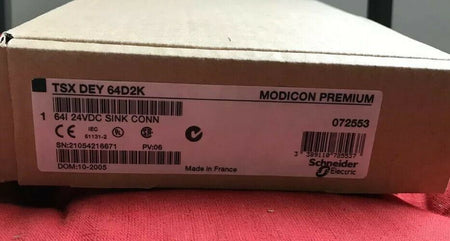 TSX DEY 64D2K
MODICON PREMIUM
1 64I 24VDC SINK CONN
072553
IEC
61131-2
SN:21054216671
PV:06
DOM:10-2005
Made in France
Schneider
Electric